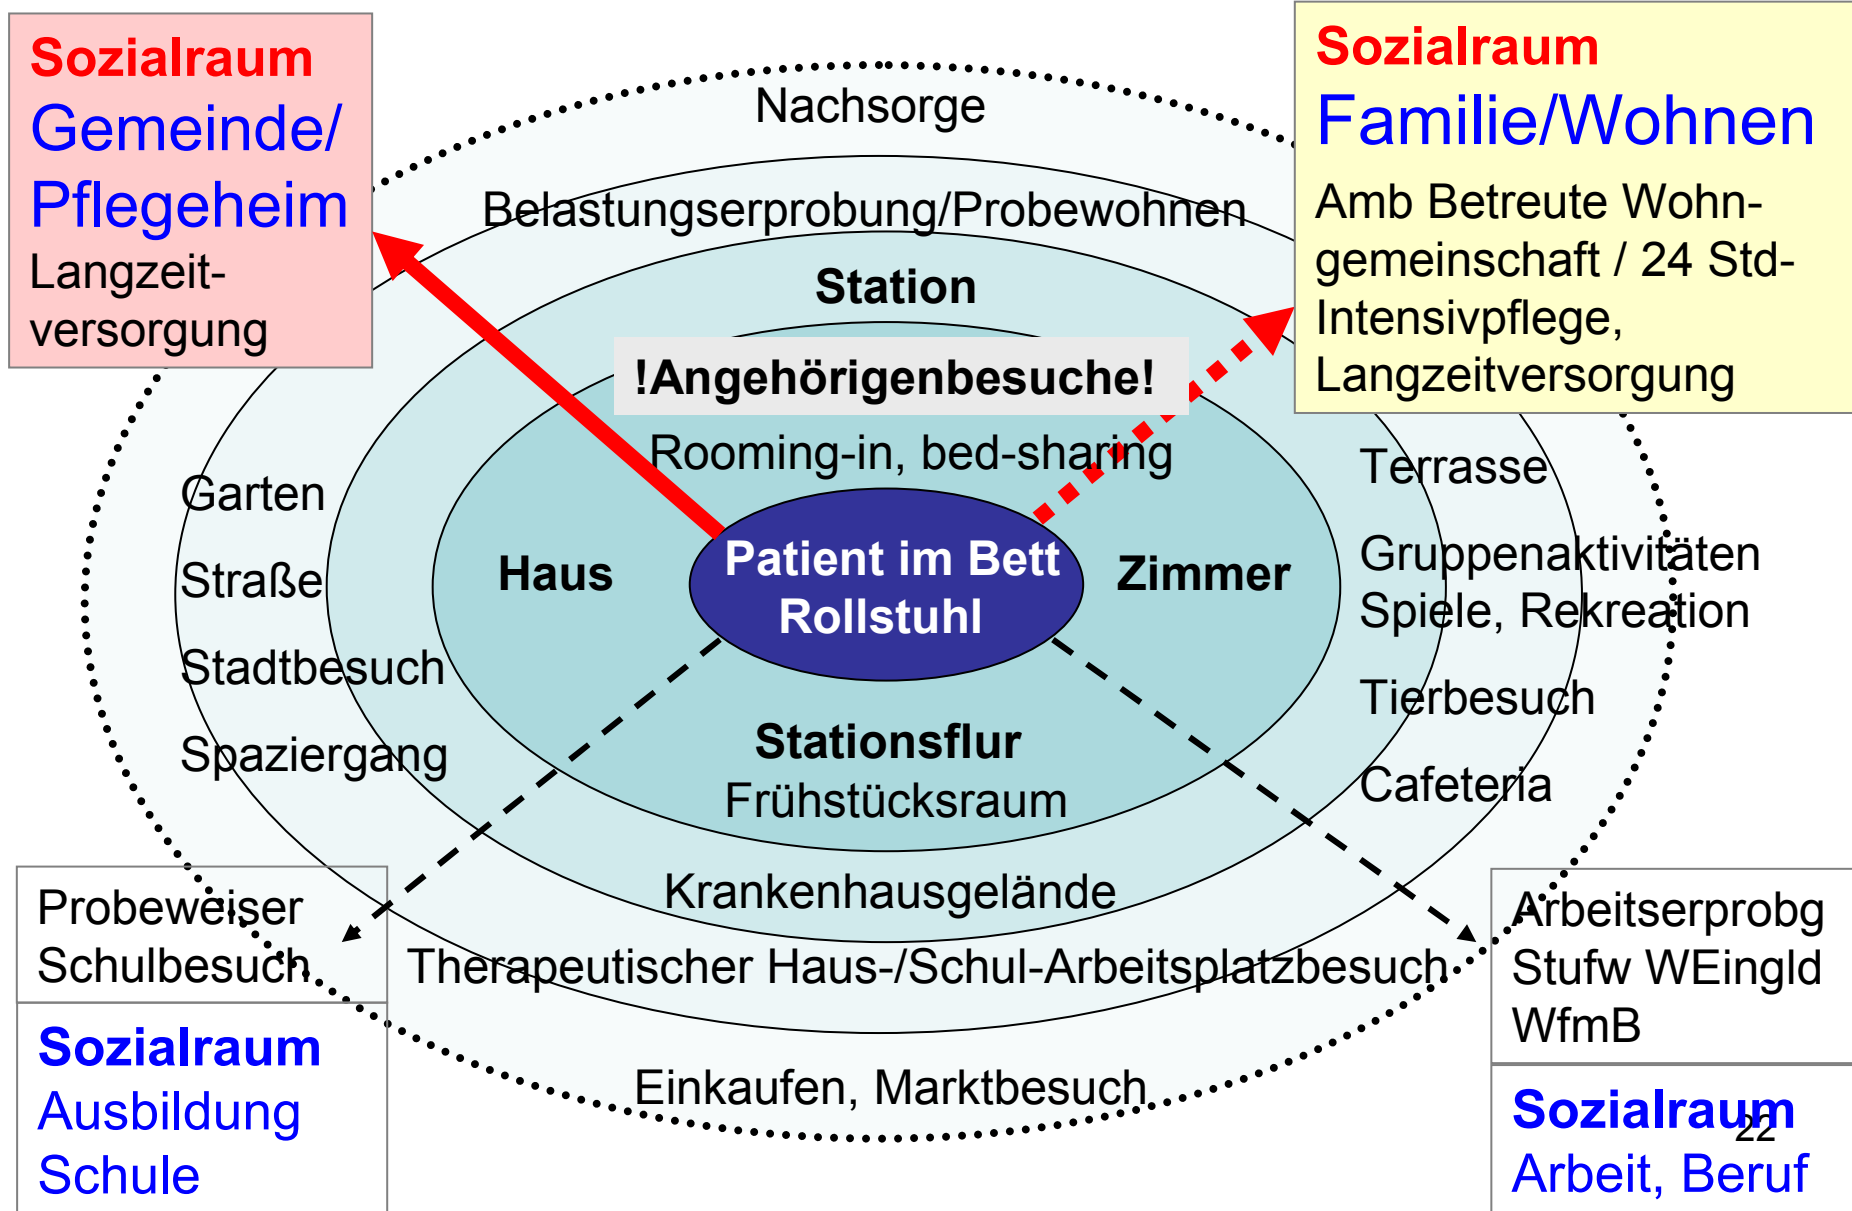 Sozialraum
Gemeinde/
Pflegeheim
Langzeit-
versorgung
Sozialraum
Familie/Wohnen
Amb Betreute Wohn-
gemeinschaft / 24 Std-
Intensivpflege,
Langzeitversorgung
Nachsorge
Belastungserprobung/Probewohnen
Station
!Angehörigenbesuche!
Rooming-in, bed-sharing
Garten
Straße
Stadtbesuch
Spaziergang
Haus
Patient im Bett
Rollstuhl
Zimmer
Terrasse
Gruppenaktivitäten
Spiele, Rekreation
Tierbesuch
Cafeteria
Stationsflur
Frühstücksraum
Krankenhausgelände
Therapeutischer Haus-/Schul-Arbeitsplatzbesuch
Einkaufen, Marktbesuch
Probeweiser
Schulbesuch
Sozialraum
Ausbildung
Schule
Arbeitserprobg
Stufw WEingld
WfmB
Sozialraum
Arbeit, Beruf
22